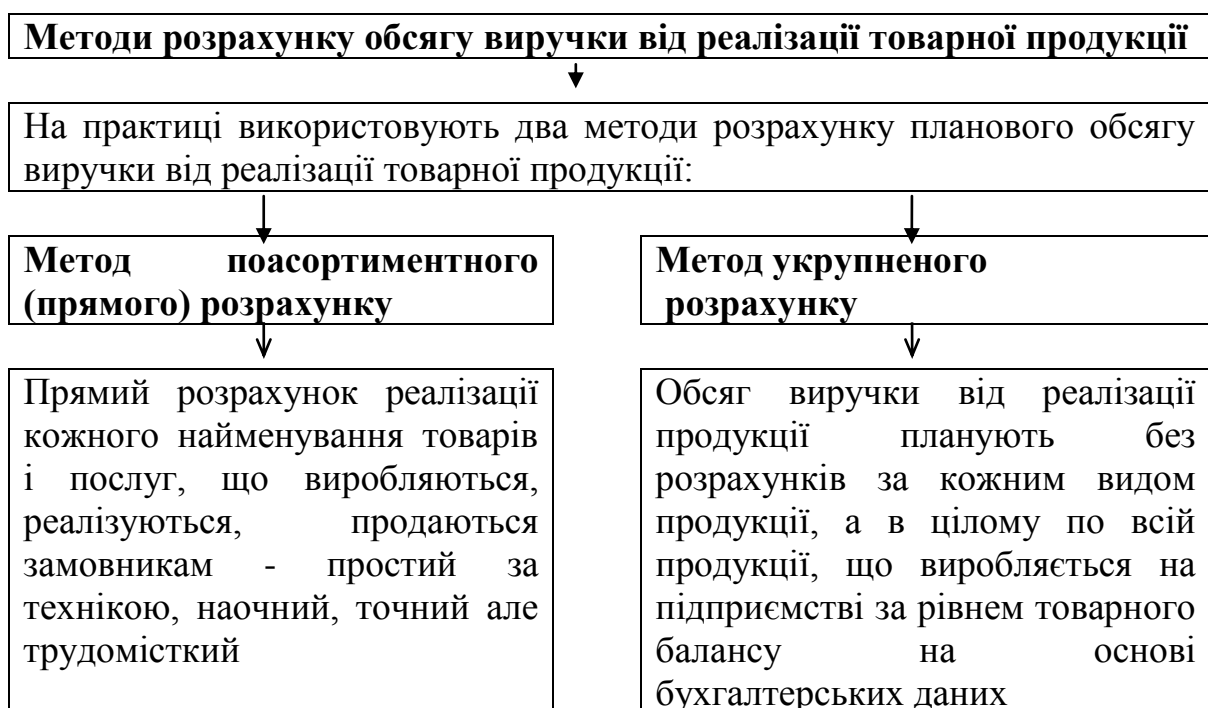 Методи розрахунку обсягу виручки від реалізації товарної продукції
На практиці використовують два методи розрахунку планового обсягу
виручки від реалізації товарної продукції:
Метод поасортиментного
(прямого) розрахунку
Прямий розрахунок реалізації
кожного найменування товарів
і послуг, що виробляються,
реалізуються, продаються
замовникам - простий за
технікою, наочний, точний але
трудомісткий
Метод укрупненого
розрахунку
Обсяг виручки від реалізації
продукції планують без
розрахунків за кожним видом
продукції, а в цілому по всій
продукції, що виробляється на
підприємстві за рівнем товарного
балансу на основі
бухгалтерських даних